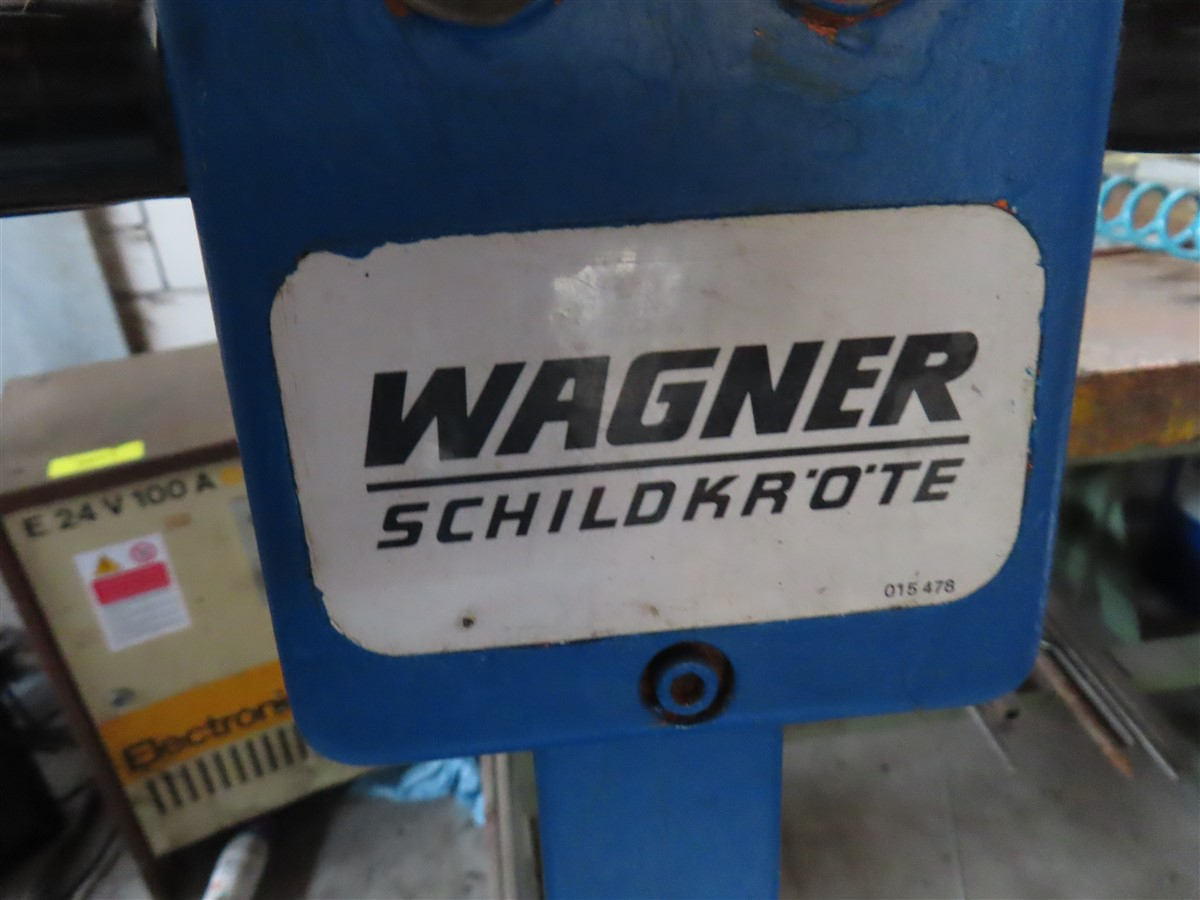 WAGNER
SCHILDKRÖTE
015 478
E 24 V 100 A
Electroni